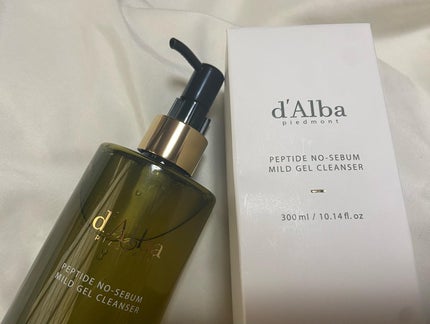 d'Alba
piedmont
PEPTIDE NO-SEBUM
MILD GEL CLEANSER
d'Alba
piedmont
PEPTIDE NO-SEBUM
MILD GEL CLEANSER
300 ml / 10.14 fl. oz